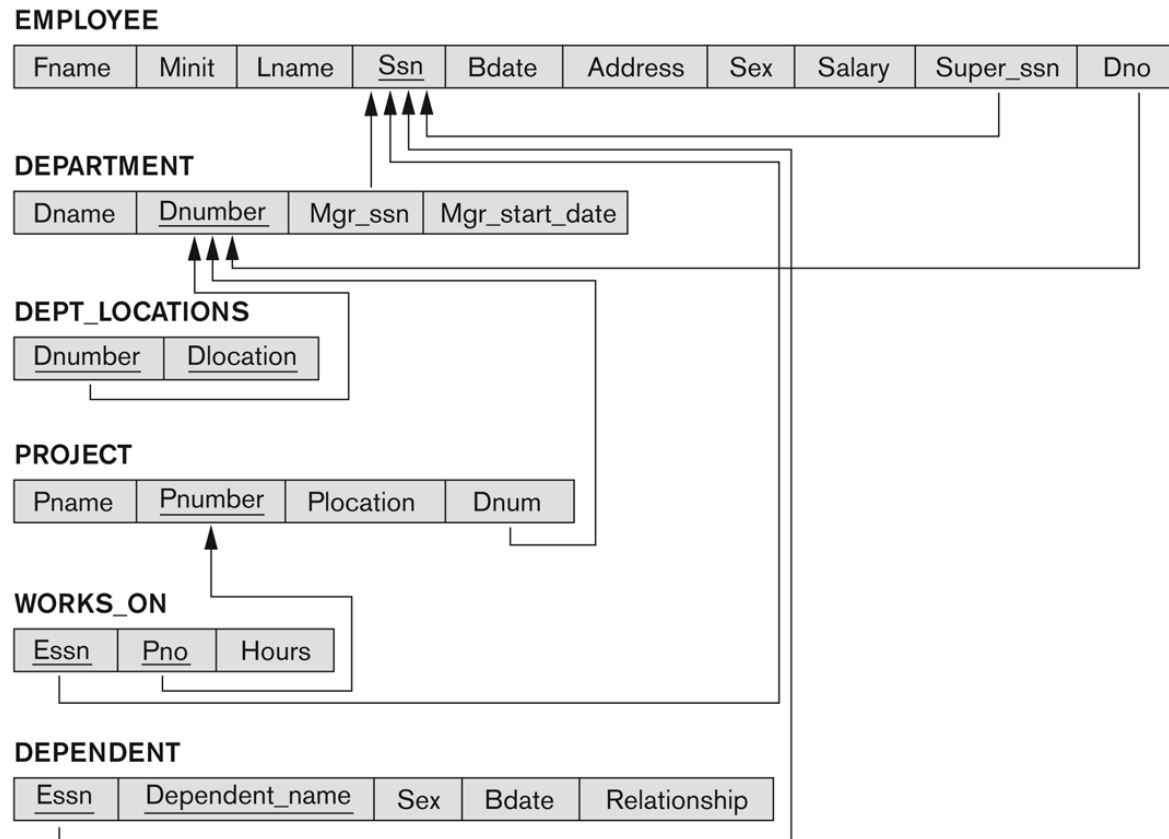 EMPLOYEE
Fname Minit Lname Ssn Bdate Address Sex Salary Super_ssn Dno
DEPARTMENT
Dname Dnumber Mgr_ssn Mgr_start_date
DEPT_LOCATIONS
Dnumber Dlocation
PROJECT
Pname Pnumber Plocation Dnum
WORKS_ON
Essn Pno Hours
DEPENDENT
Essn Dependent_name Sex Bdate Relationship